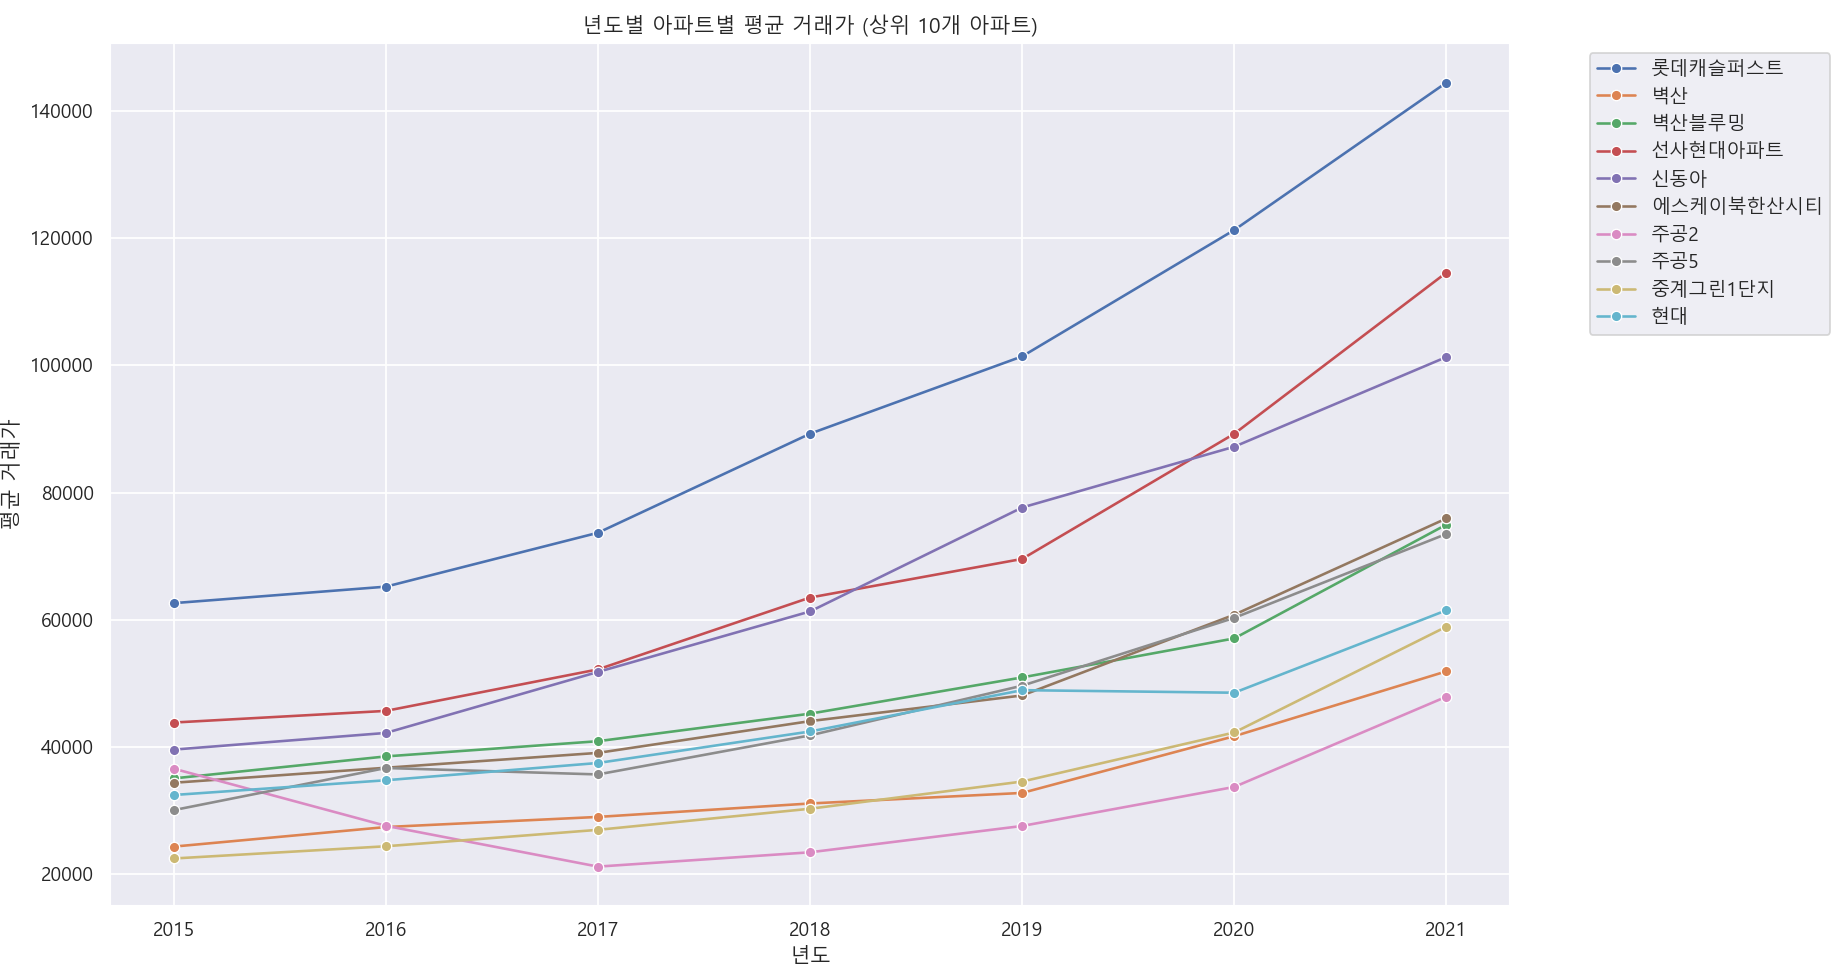 년도별 아파트별 평균 거래가 (상위 10개 아파트)
평균 거래가
140000
120000
100000
80000
60000
40000
20000
2015
2016
2017
2018
2019
2020
2021
년도
롯데캐슬퍼스트
벽산
벽산블루밍
선사현대아파트
신동아
에스케이북한산시티
주공2
주공5
중계그린1단지
현대